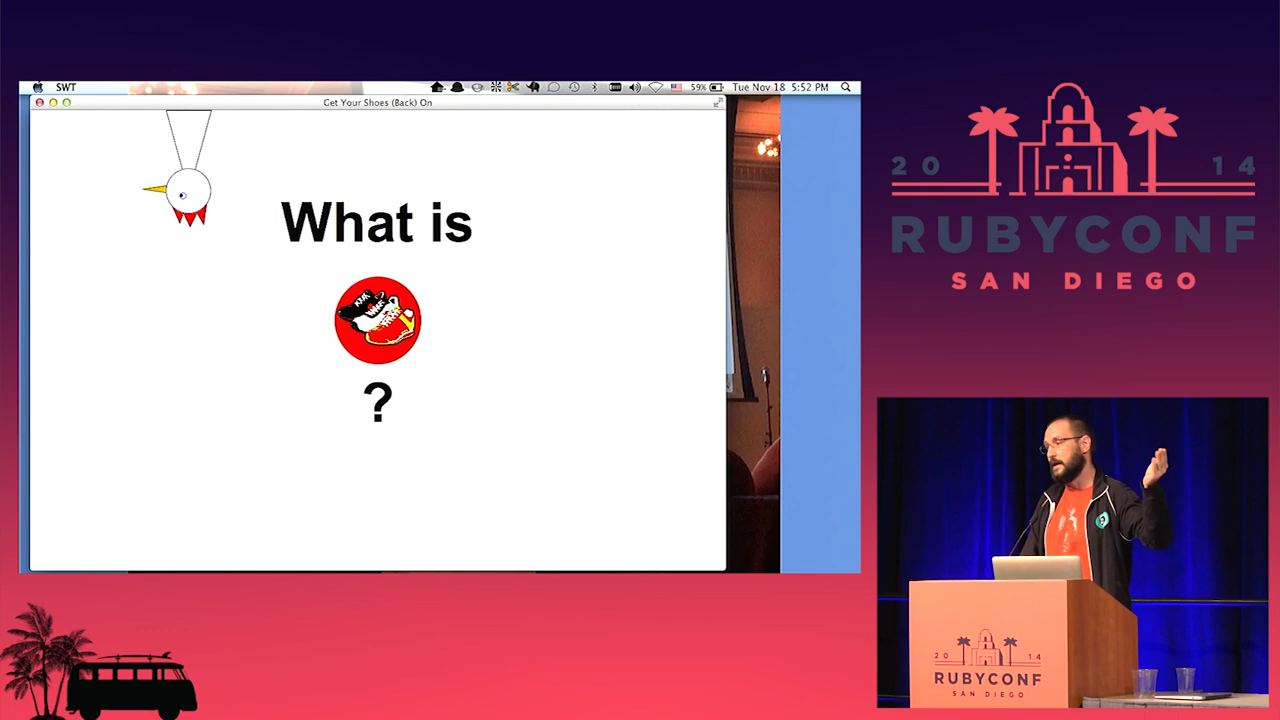 SWT
59%
Tue Nov 18 5:52 PM
Get Your Shoes (Back) On
What is
?
20 14
RUBYCONF
SAN DIEGO
20 14
RUBYCONF
SAN DIEGO